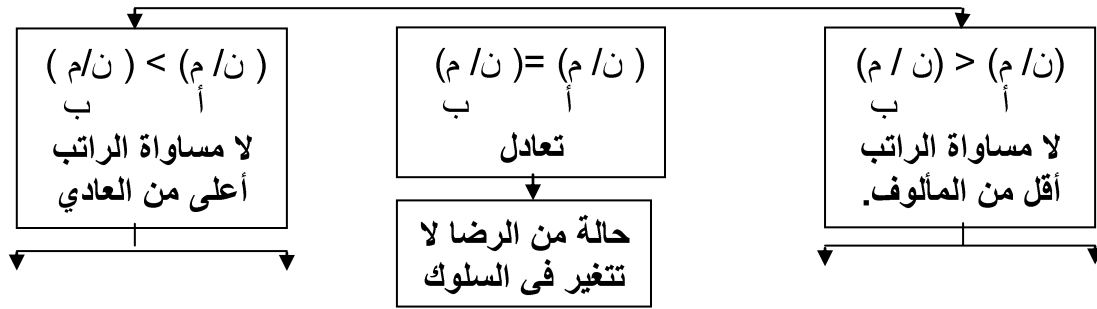 (ن/ م) < (ن / م)
أ ب
لا مساواة الراتب
أقل من المألوف.
( ن/ م) =( ن/ م)
أ ب
تعادل
حالة من الرضا لا
تتغير فى السلوك
( ن/ م) > ( ن/م )
أ ب
لا مساواة الراتب
أعلى من العادي